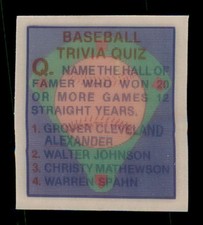 BASEBALL
TRIVIA QUIZ
Q. NAME THE HALL OF
FAMER WHO WON 20
OR MORE GAMES 12
STRAIGHT YEARS.
1. GROVER CLEVELAND
ALEXANDER
2. WALTER JOHNSON
3. CHRISTY MATHEWSON
4. WARREN SPAHN